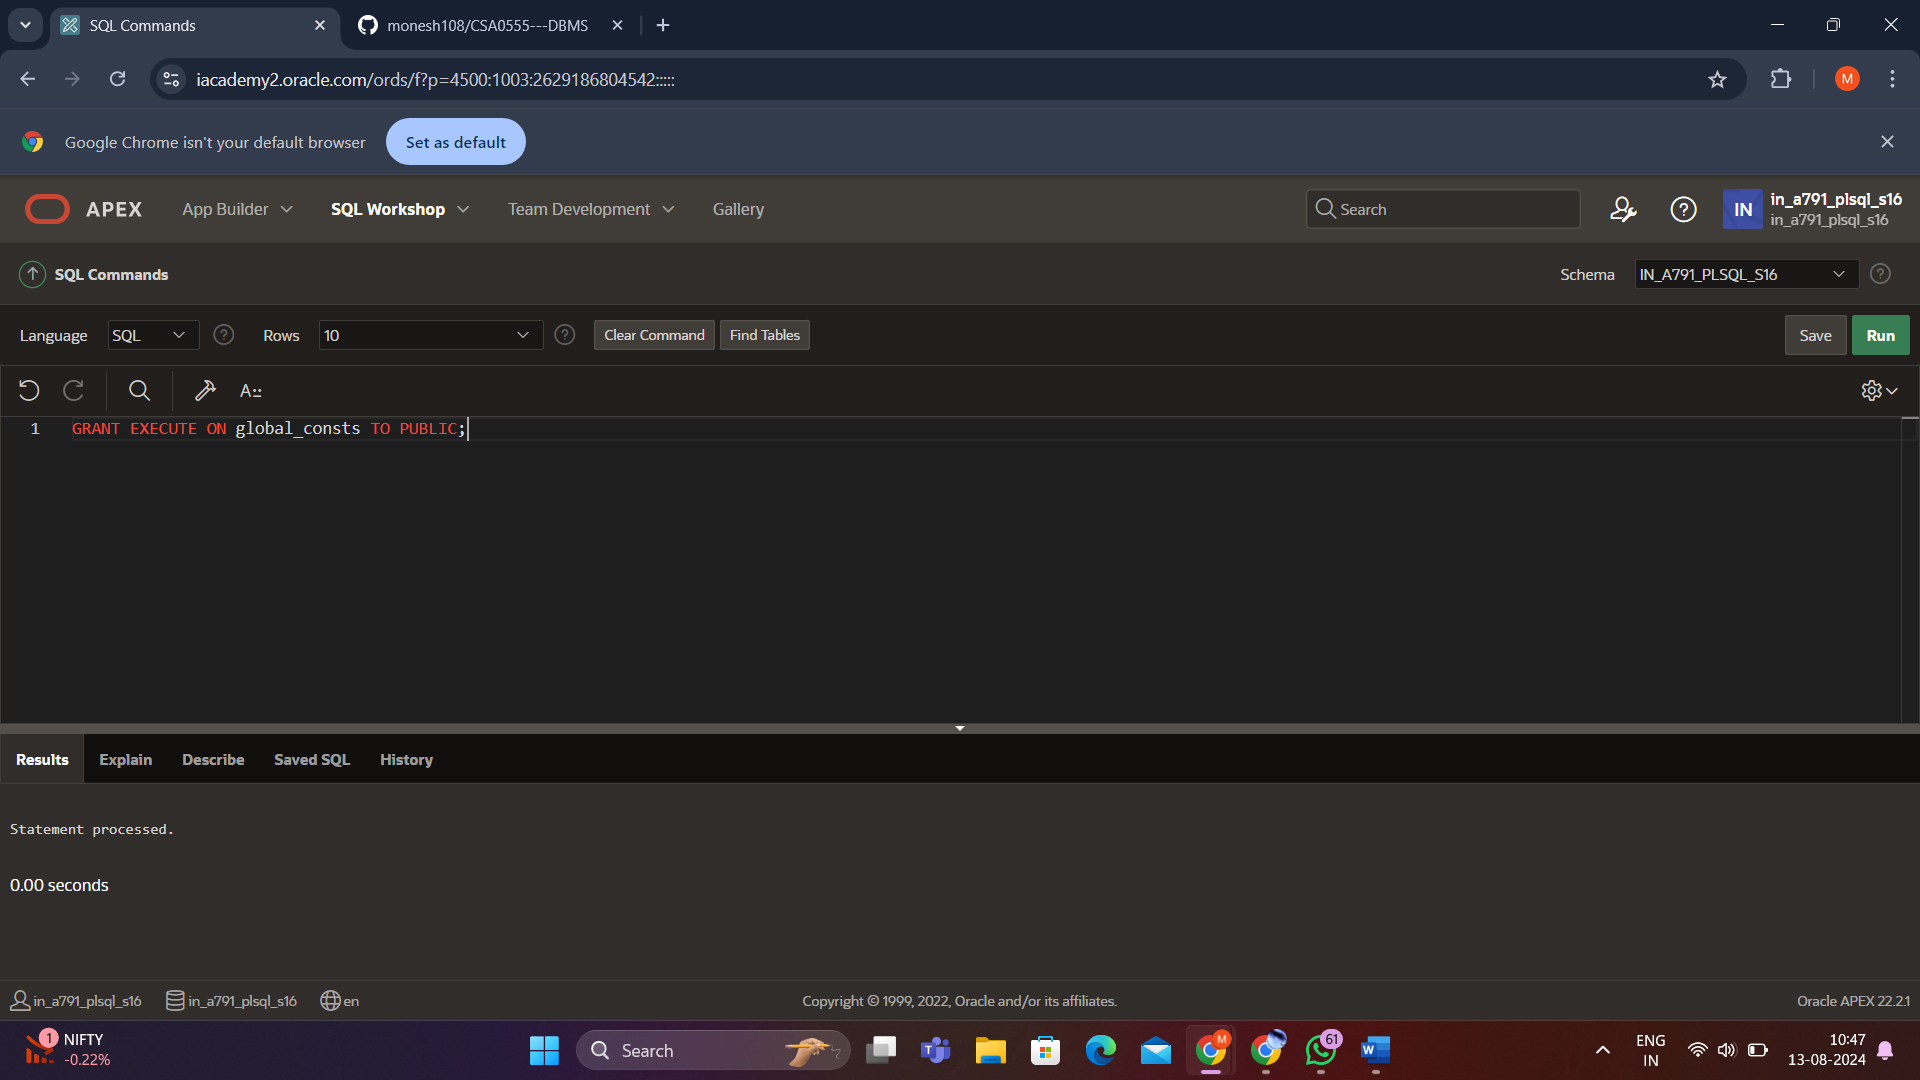 SQL Commands
monesh108/CSA0555---DBMS
iacademy2.oracle.com/ords/f?p=4500:1003:2629186804542:::::
M
Google Chrome isn't your default browser
Set as default
APEX
App Builder
SQL Workshop
Team Development
Gallery
Search
IN
in_a791_plsql_s16
in_a791_plsql_s16
SQL Commands
Schema
IN_A791_PLSQL_S16
Language
SQL
Rows
10
Clear Command
Find Tables
Save
Run
A::
1
GRANT EXECUTE ON global_consts TO PUBLIC;
Results
Explain
Describe
Saved SQL
History
Statement processed.
0.00 seconds
in_a791_plsql_s16
in_a791_plsql_s16
en
Copyright © 1999, 2022, Oracle and/or its affiliates.
Oracle APEX 22.2.1
1
NIFTY
-0.22%
Search
M
61
W
ENG
IN
10:47
13-08-2024